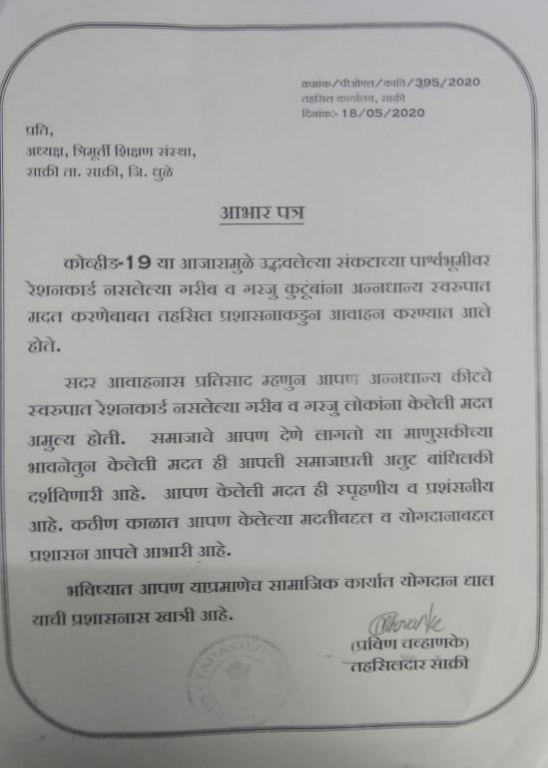 क्रमांक/पीओएल/कावि/395/2020
तहसिल कार्यालय, साक्री
दिनांक:- 18/05/2020
प्रति,
अध्यक्ष, त्रिमूर्ती शिक्षण संस्था,
साक्री ता. साक्री, जि. धुळे
आभार पत्र
कोव्हीड-19 या आजारामुळे उद्भवलेल्या संकटाच्या पार्श्वभूमीवर
रेशनकार्ड नसलेल्या गरीब व गरजु कुटूंबांना अन्नधान्य स्वरुपात
मदत करणेबाबत तहसिल प्रशासनाकडुन आवाहन करण्यात आले
होते.
सदर आवाहनास प्रतिसाद म्हणुन आपण अन्नधान्य कीटचे
स्वरुपात रेशनकार्ड नसलेल्या गरीब व गरजु लोकांना केलेली मदत
अमुल्य होती. समाजाचे आपण देणे लागतो या माणुसकीच्या
भावनेतुन केलेली मदत ही आपली समाजाप्रती अतुट बांधिलकी
दर्शविणारी आहे. आपण केलेली मदत ही स्पृहणीय व प्रशंसनीय
आहे. कठीण काळात आपण केलेल्या मदतीबद्दल व योगदानाबद्दल
प्रशासन आपले आभारी आहे.
भविष्यात आपण याप्रमाणेच सामाजिक कार्यात योगदान द्याल
याची प्रशासनास खात्री आहे.
(प्रविण चव्हाणके)
तहसिलदार साक्री